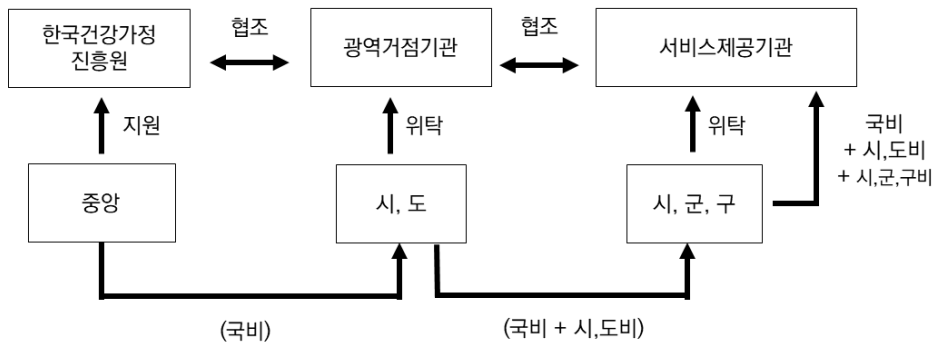 한국건강가정
진흥원
협조
광역거점기관
협조
서비스제공기관
지원
위탁
위탁
국비
+ 시,도비
+ 시,군,구비
중앙
시, 도
시, 군, 구
(국비)
(국비 + 시,도비)